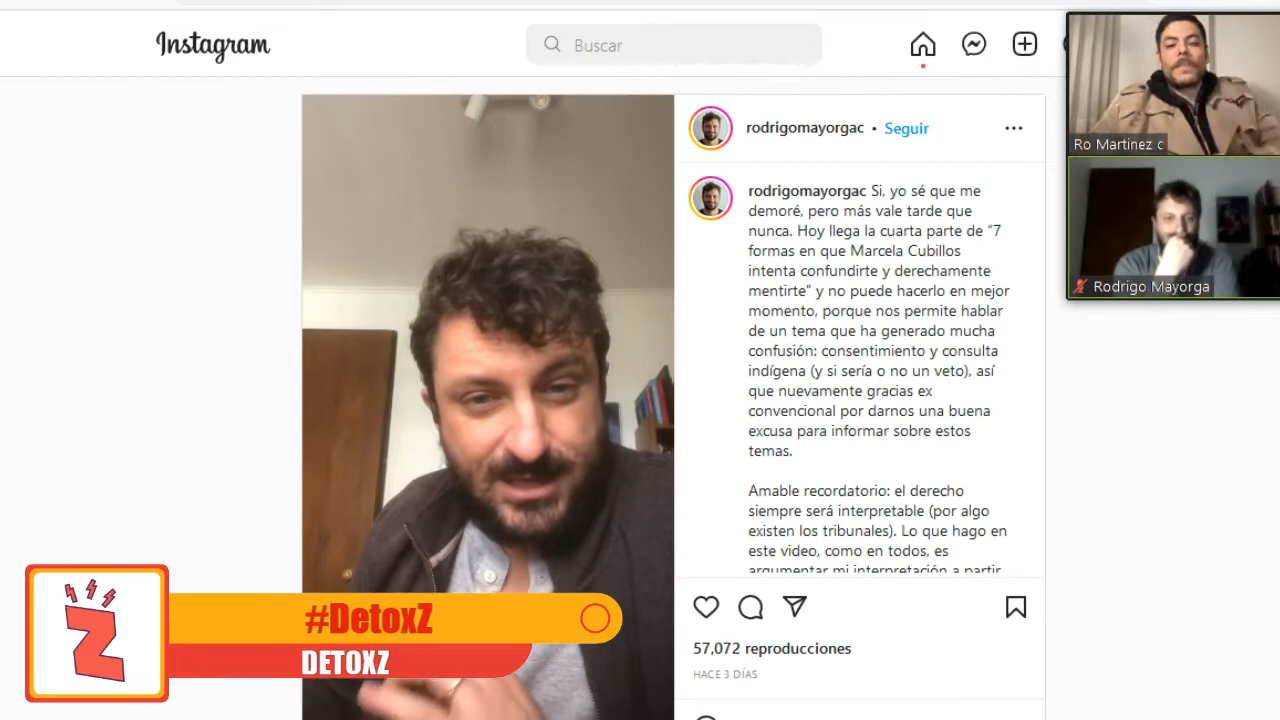 Instagram
Buscar
rodrigomayorgac • Seguir
rodrigomayorgac Si, yo sé que me
demoré, pero más vale tarde que
nunca. Hoy llega la cuarta parte de "7
formas en que Marcela Cubillos
intenta confundirte y derechamente
mentirte" y no puede hacerlo en mejor
momento, porque nos permite hablar
de un tema que ha generado mucha
confusión: consentimiento y consulta
indígena (y si sería o no un veto), así
que nuevamente gracias ex
convencional por darnos una buena
excusa para informar sobre estos
temas.
Amable recordatorio: el derecho
siempre será interpretable (por algo
existen los tribunales). Lo que hago en
este video, como en todos, es
argumentar mi interpretación a partir
57,072 reproducciones
HACE 3 DÍAS
Ro Martinez c
Rodrigo Mayorga
Z
#DetoxZ
DETOXZ